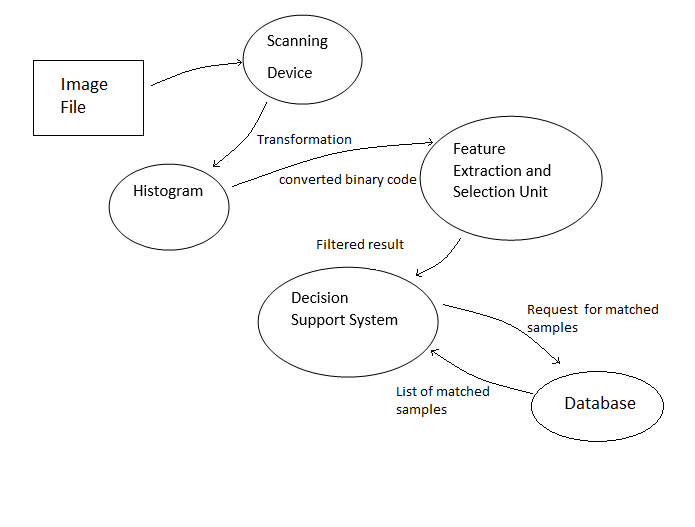 Scanning
Device
Image
File
Transformation
Feature
Extraction and
Selection Unit
converted binary code
Histogram
Filtered result
Decision
Support System
Request  for matched
samples
List of matched
samples
Database